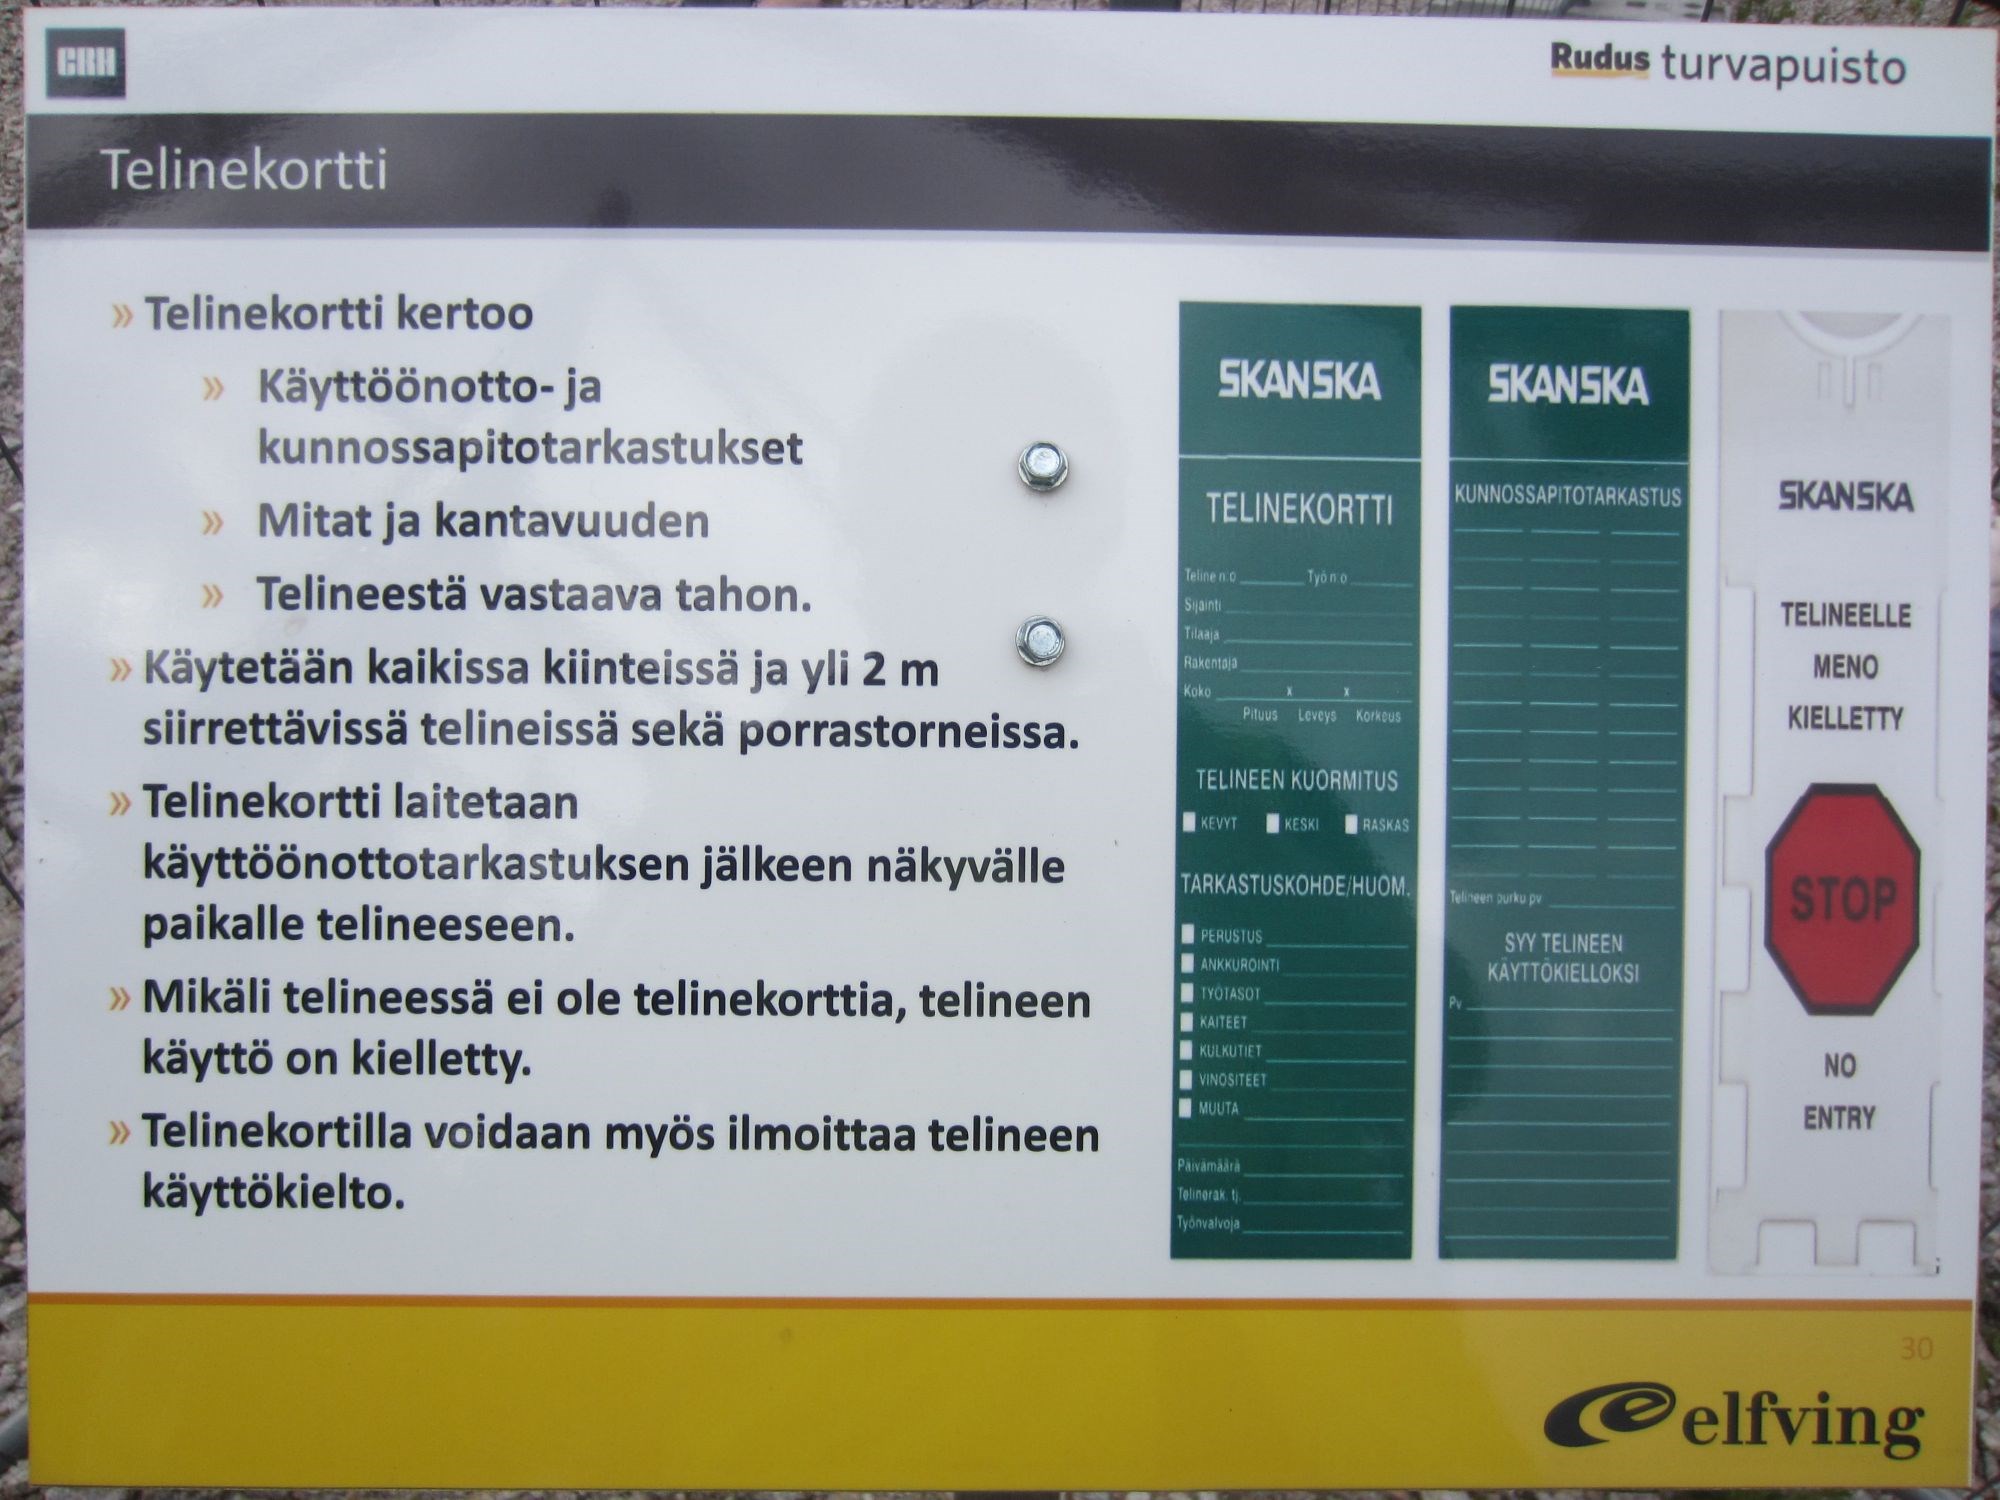 CRH
Rudus turvapuisto
Telinekortti
» Telinekortti kertoo
» Käyttöönotto- ja
kunnossapitotarkastukset
» Mitat ja kantavuuden
» Telineestä vastaava tahon.
» Käytetään kaikissa kiinteissä ja yli 2 m
siirrettävissä telineissä sekä porrastorneissa.
» Telinekortti laitetaan
käyttöönottotarkastuksen jälkeen näkyvälle
paikalle telineeseen.
» Mikäli telineessä ei ole telinekorttia, telineen
käyttö on kielletty.
» Telinekortilla voidaan myös ilmoittaa telineen
käyttökielto.
SKANSKA
TELINEKORTTI
Teline n:o Työ n:o
Sijainti
Tilaaja
Rakentaja
Koko x x
Pituus Leveys Korkeus
TELINEEN KUORMITUS
KEVYT KESKI RASKAS
TARKASTUSKOHDE/HUOM.
PERUSTUS
ANKKUROINTI
TYÖTASOT
KAITEET
KULKUTIET
VINOSITEET
MUUTA
Päivämäärä
Telinerak. tj.
Työnvalvoja
SKANSKA
KUNNOSSAPITOTARKASTUS
Telineen purku pv
SYY TELINEEN
KÄYTTÖKIELLOKSI
Pv
SKANSKA
TELINEELLE
MENO
KIELLETTY
STOP
NO
ENTRY
30
elfving